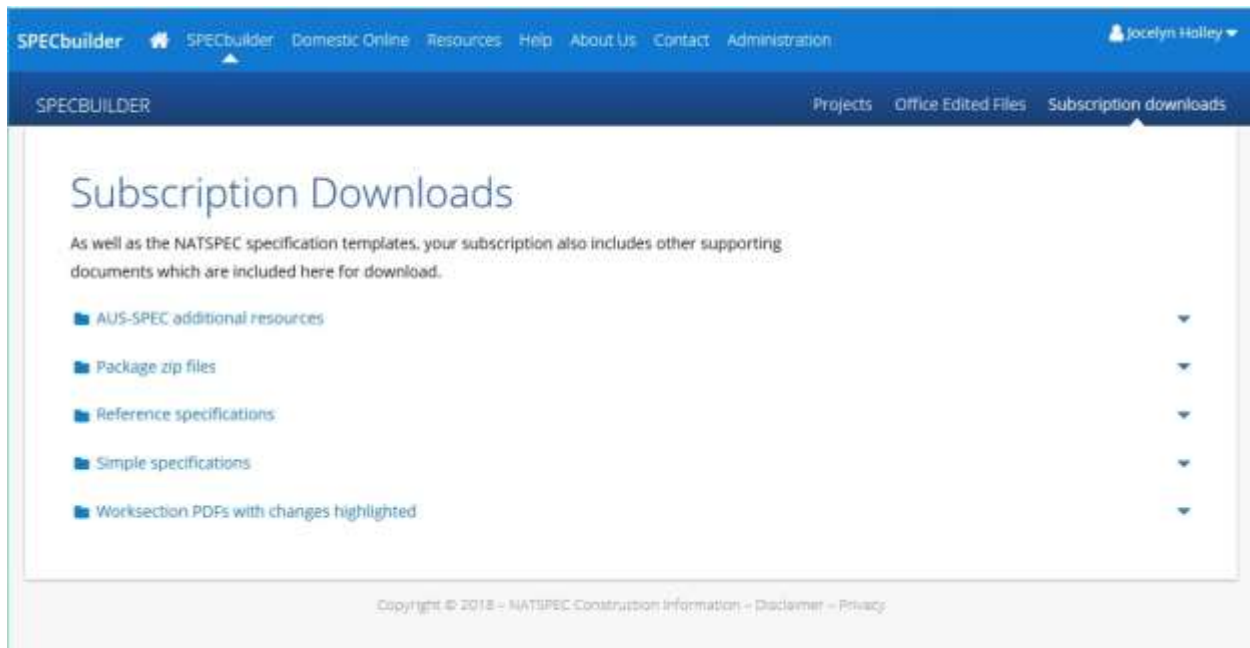 SPECbuilder SPECbuilder Domestic Online Resources Help About Us Contact Administration Jocelyn Holley
SPECBUILDER Projects Office Edited Files Subscription downloads
Subscription Downloads
As well as the NATSPEC specification templates, your subscription also includes other supporting
documents which are included here for download.
AUS-SPEC additional resources
Package zip files
Reference specifications
Simple specifications
Worksection PDFs with changes highlighted
Copyright © 2018 – NATSPEC Construction Information – Disclaimer – Privacy